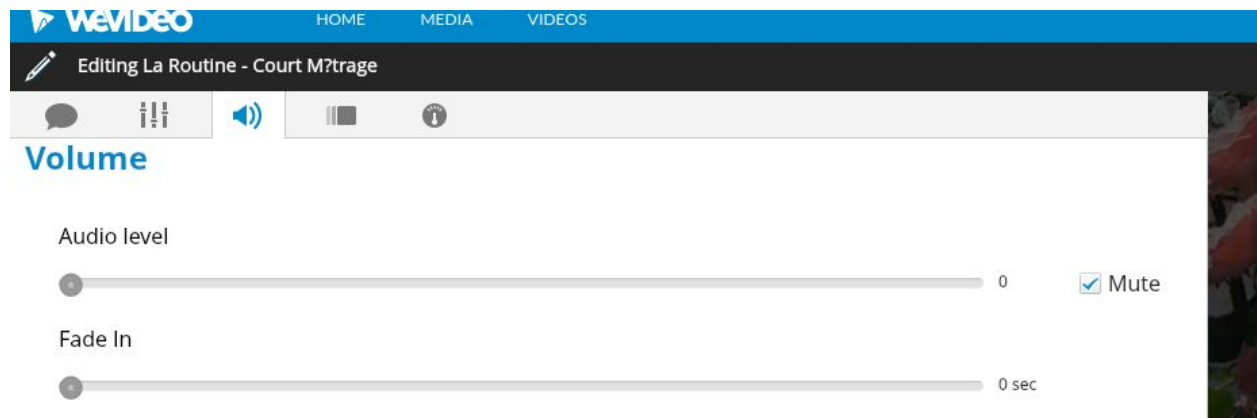 WEVIDEO HOME MEDIA VIDEOS
Editing La Routine - Court M?trage
Volume
Audio level
0 Mute
Fade In
0 sec